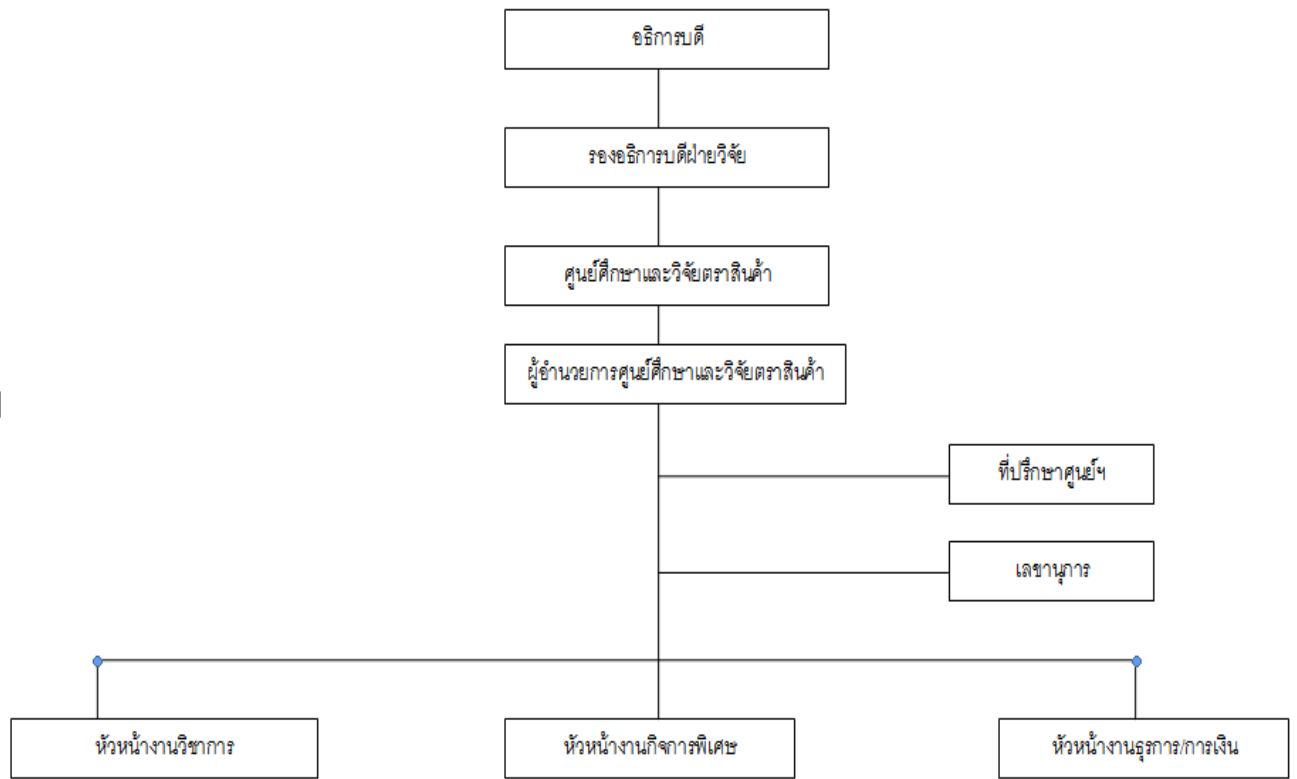 อธิการบดี
รองอธิการบดีฝ่ายวิจัย
ศูนย์ศึกษาและวิจัยตราสินค้า
ผู้อำนวยการศูนย์ศึกษาและวิจัยตราสินค้า
ที่ปรึกษาศูนย์ฯ
เลขานุการ
หัวหน้างานวิชาการ
หัวหน้างานกิจการพิเศษ
หัวหน้างานธุรการ/การเงิน